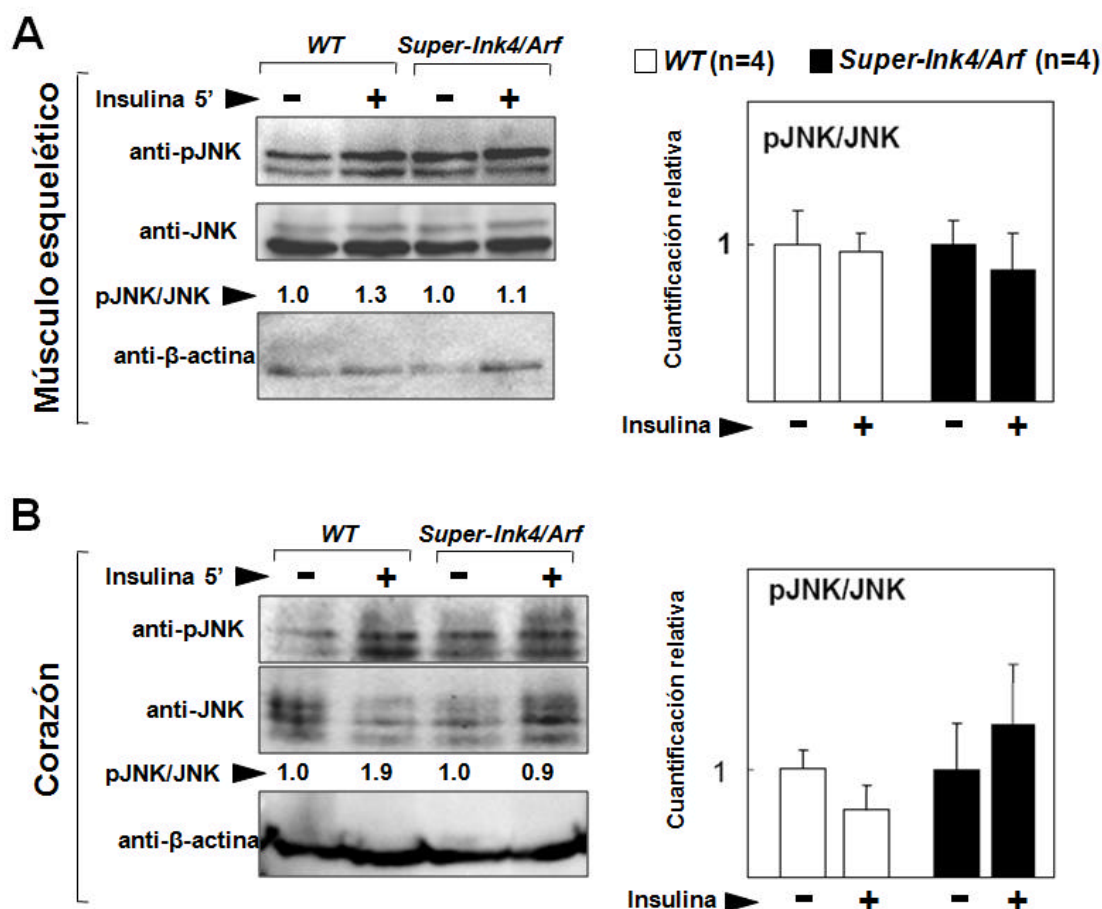 A
WT Super-Ink4/Arf
Insulina 5' ► - + - +
anti-pJNK
anti-JNK
pJNK/JNK ► 1.0 1.3 1.0 1.1
anti-β-actina
Músculo esquelético
WT (n=4) Super-Ink4/Arf (n=4)
pJNK/JNK
Cuantificación relativa
1
Insulina ► - + - +
B
WT Super-Ink4/Arf
Insulina 5' ► - + - +
anti-pJNK
anti-JNK
pJNK/JNK ► 1.0 1.9 1.0 0.9
anti-β-actina
Corazón
pJNK/JNK
Cuantificación relativa
1
Insulina ► - + - +